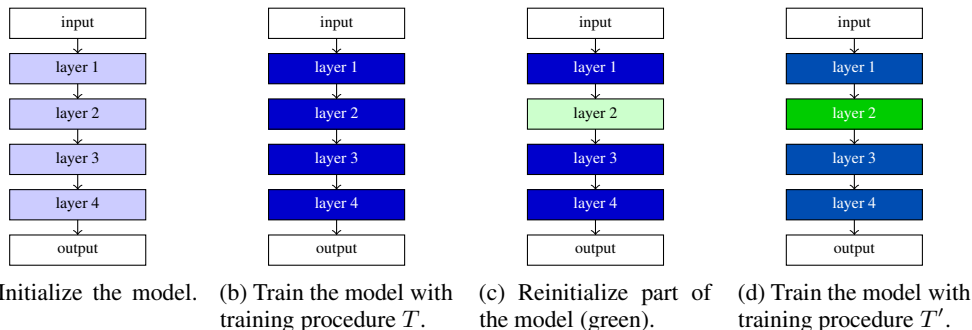 input
layer 1
layer 2
layer 3
layer 4
output
Initialize the model.
input
layer 1
layer 2
layer 3
layer 4
output
(b) Train the model with
training procedure T.
input
layer 1
layer 2
layer 3
layer 4
output
(c) Reinitialize part of
the model (green).
input
layer 1
layer 2
layer 3
layer 4
output
(d) Train the model with
training procedure T′.